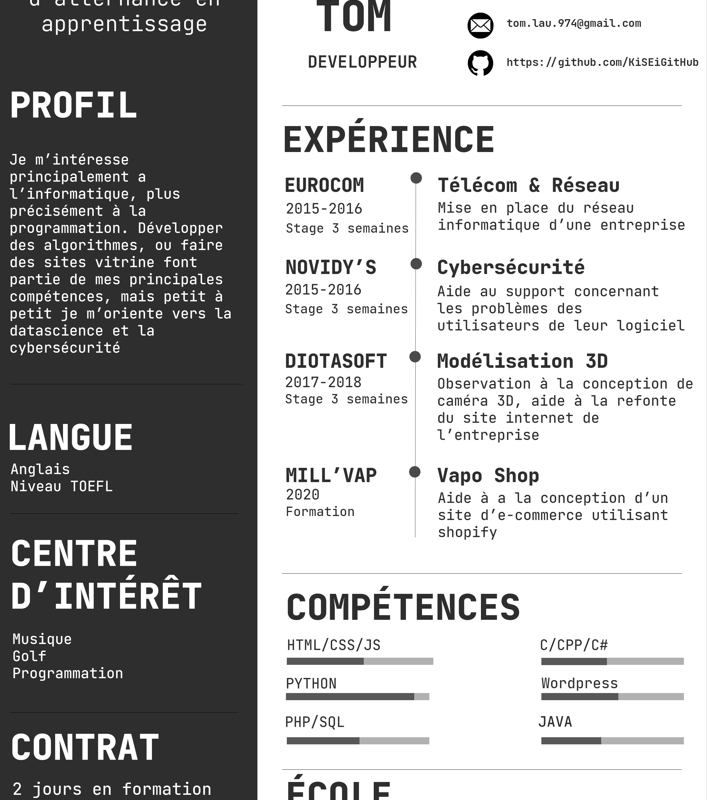 d'alternance en
apprentissage
PROFIL
Je m’intéresse
principalement a
l’informatique, plus
précisément à la
programmation. Développer
des algorithmes, ou faire
des sites vitrine font
partie de mes principales
compétences, mais petit à
petit je m’oriente vers la
datascience et la
cybersécurité
LANGUE
Anglais
Niveau TOEFL
CENTRE
D’INTÉRÊT
Musique
Golf
Programmation
CONTRAT
2 jours en formation
TOM
DEVELOPPEUR
tom.lau.974@gmail.com
https://github.com/KiSEiGitHub
EXPÉRIENCE
EUROCOM
2015-2016
Stage 3 semaines
Télécom & Réseau
Mise en place du réseau
informatique d’une entreprise
NOVIDY’S
2015-2016
Stage 3 semaines
Cybersécurité
Aide au support concernant
les problèmes des
utilisateurs de leur logiciel
DIOTASOFT
2017-2018
Stage 3 semaines
Modélisation 3D
Observation à la conception de
caméra 3D, aide à la refonte
du site internet de
l’entreprise
MILL’VAP
2020
Formation
Vapo Shop
Aide à a la conception d’un
site d’e-commerce utilisant
shopify
COMPÉTENCES
HTML/CSS/JS
C/CPP/C#
PYTHON
Wordpress
PHP/SQL
JAVA
ÉCOLE